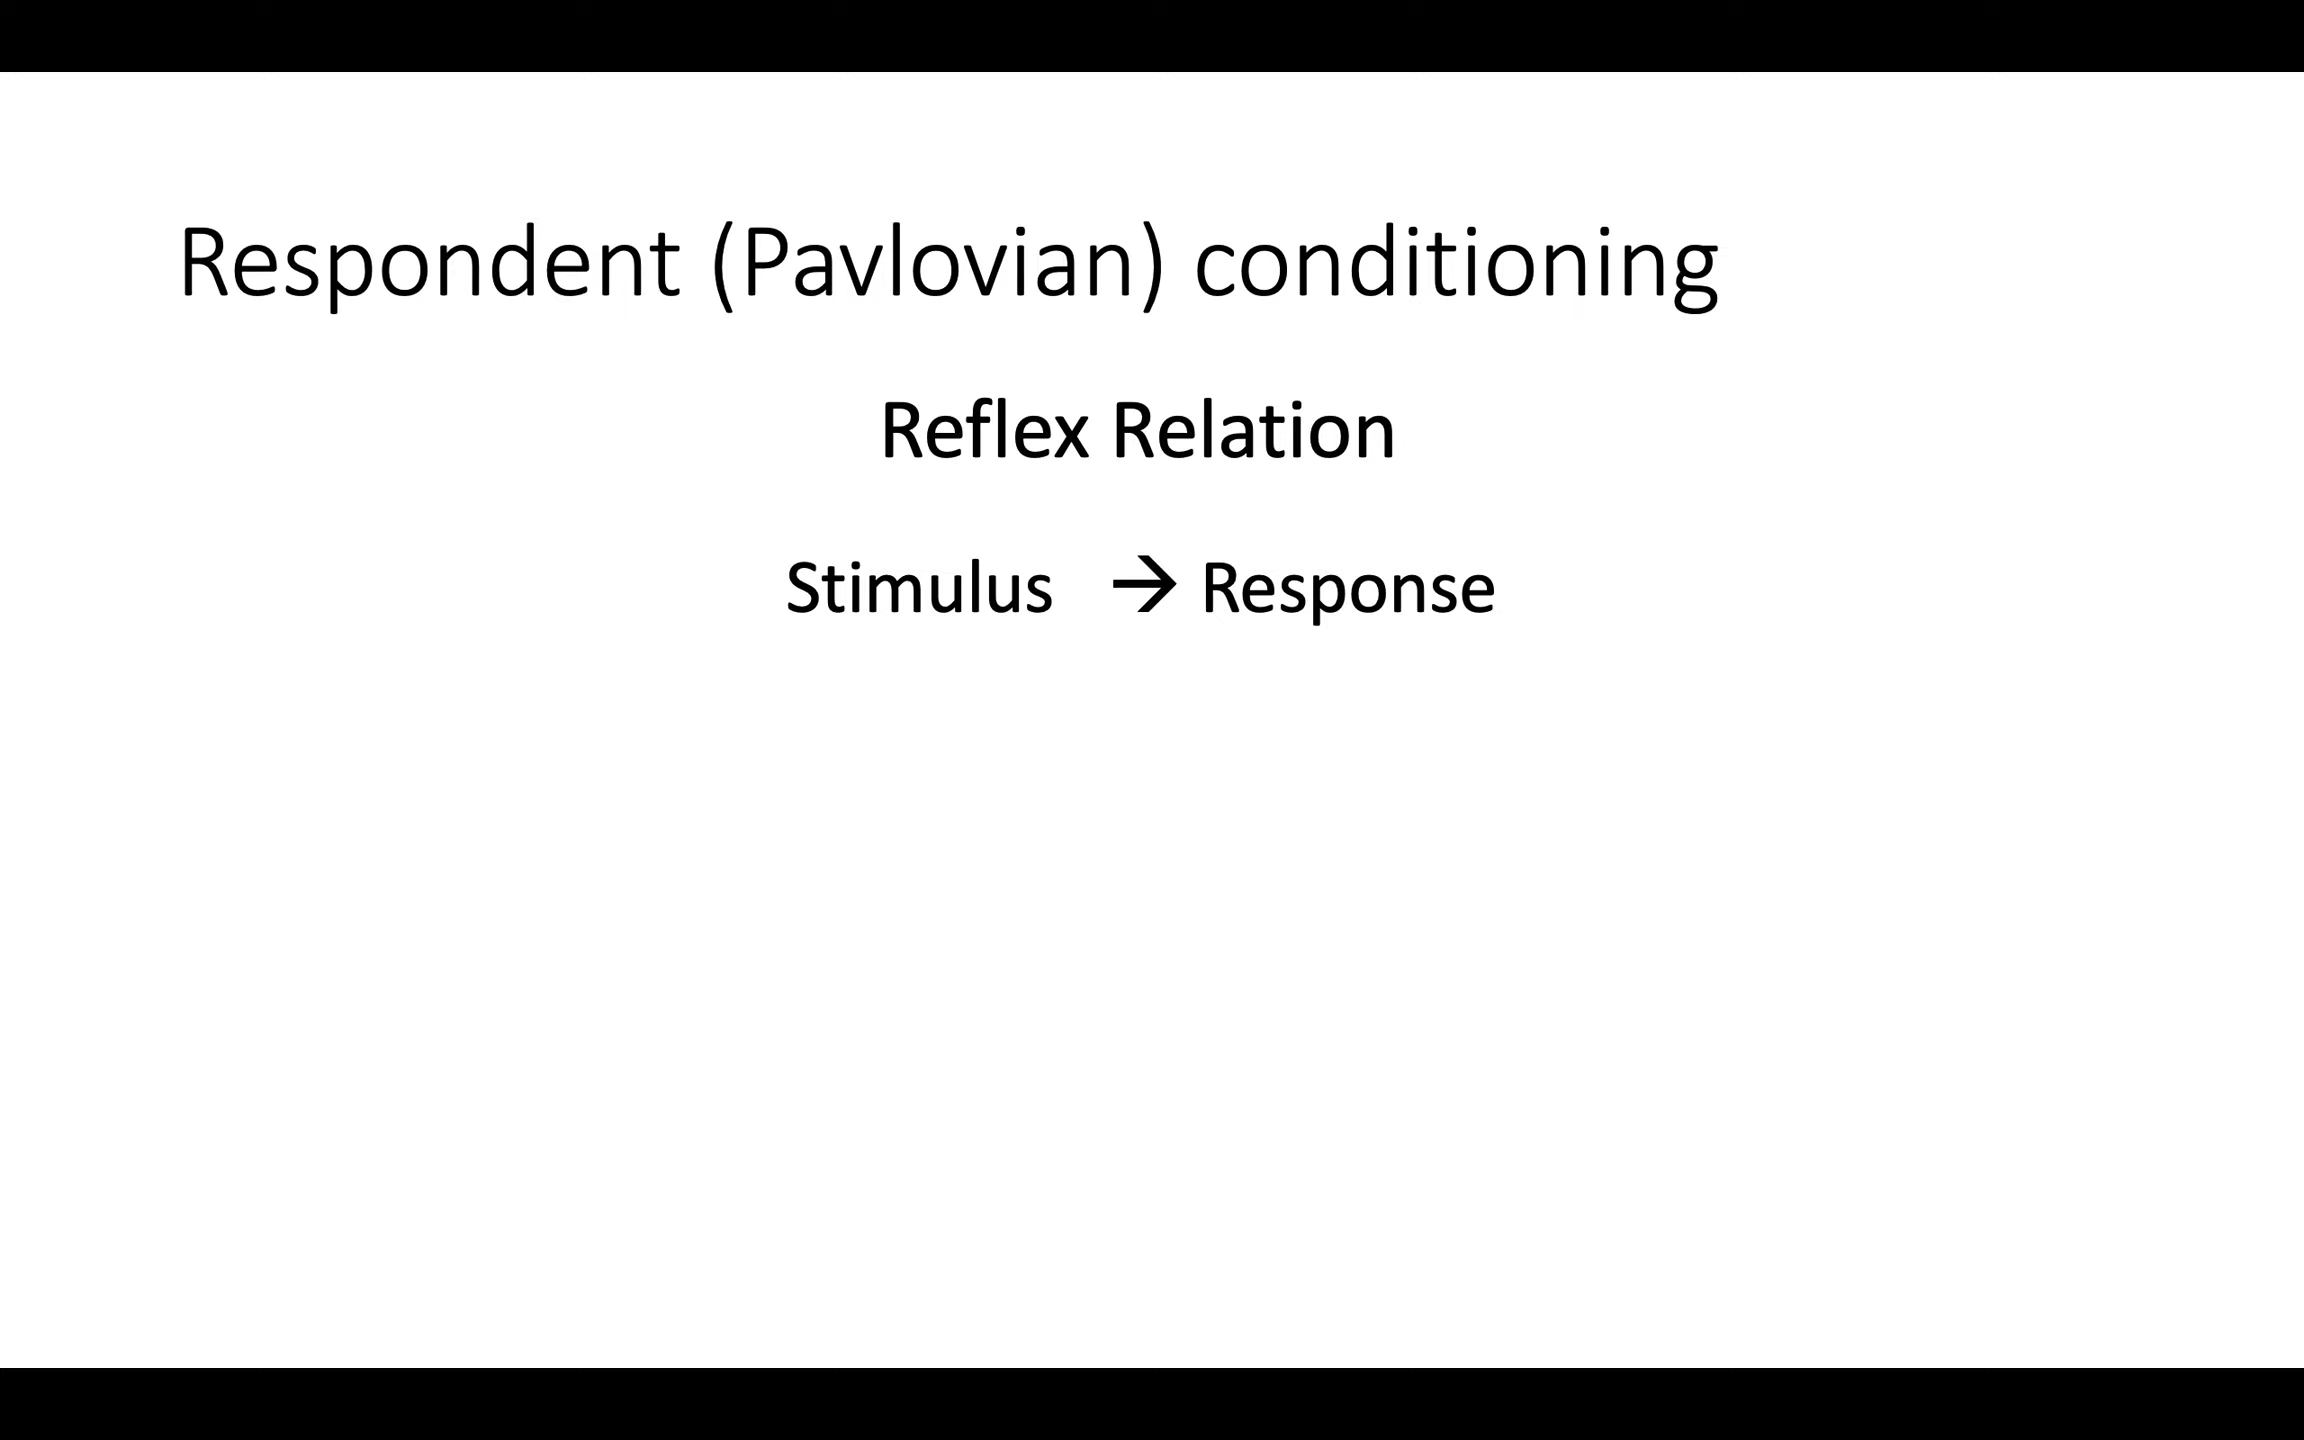 Respondent (Pavlovian) conditioning
Reflex Relation
Stimulus → Response